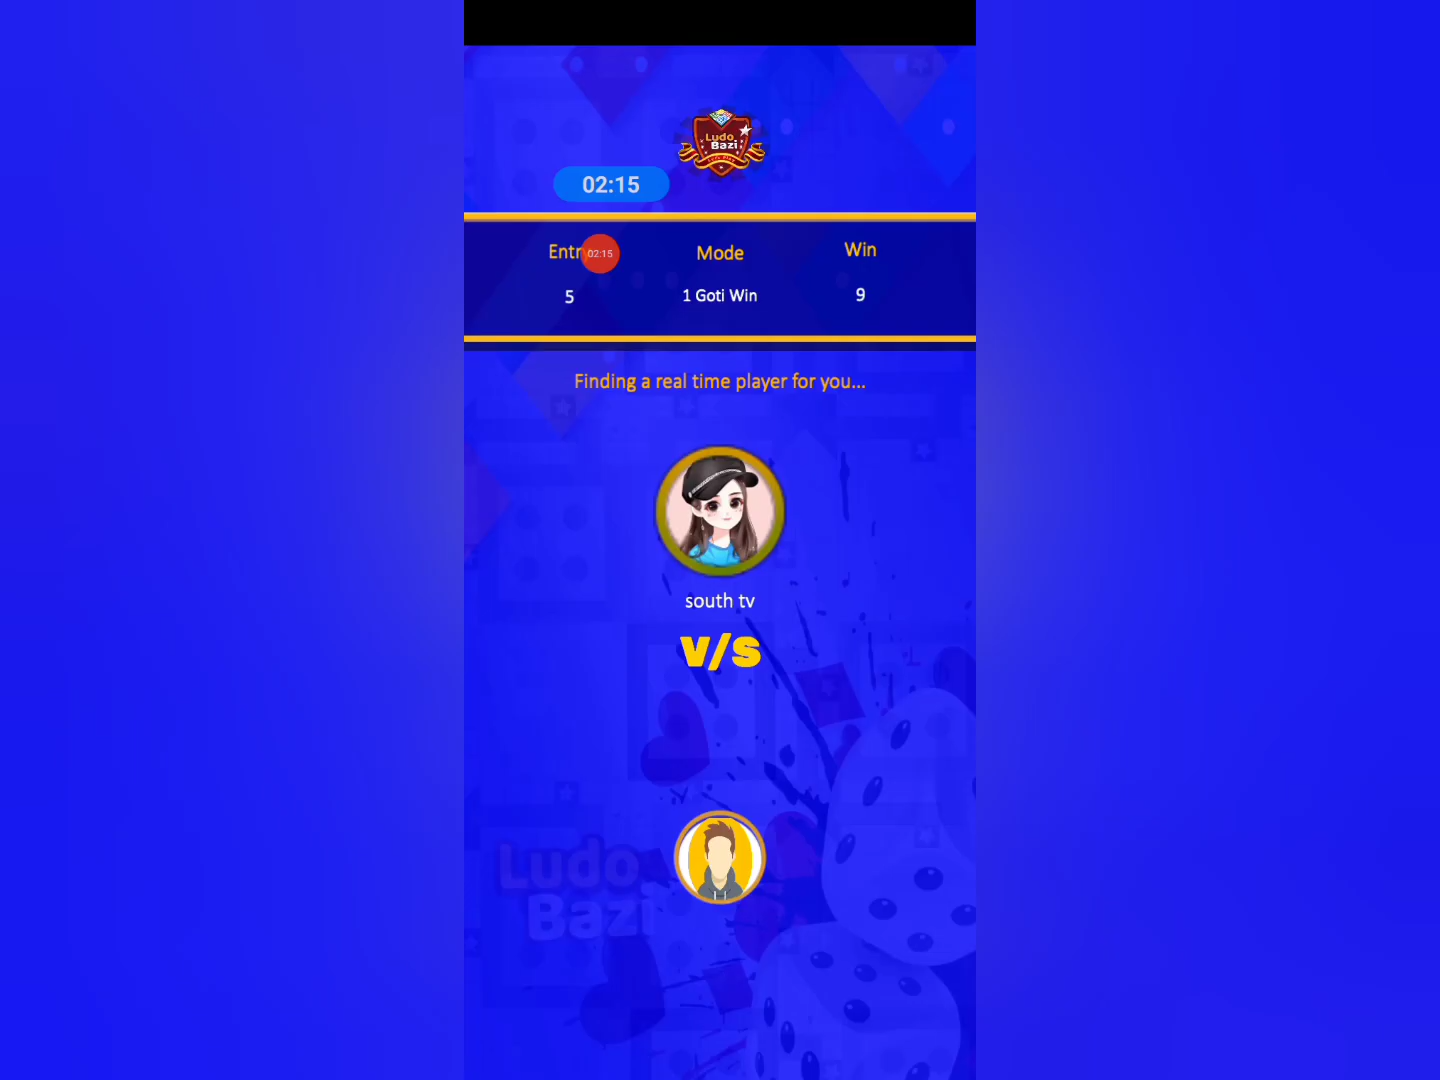 Ludo
Bazi
02:15
Entr
02:15
Mode
Win
5
1 Goti Win
9
Finding a real time player for you...
south tv
V/S
Ludo
Bazi